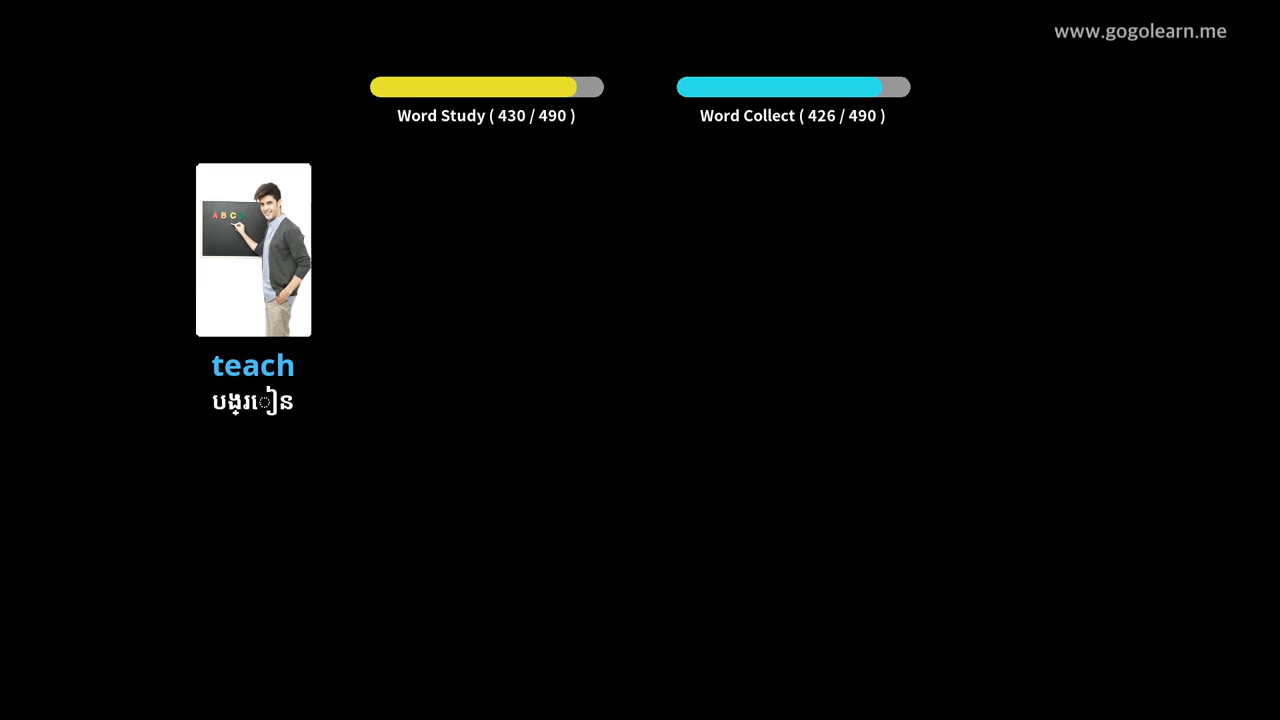 www.gogolearn.me
Word Study ( 430 / 490 )
Word Collect ( 426 / 490 )
A B C D
teach
បង្រៀន